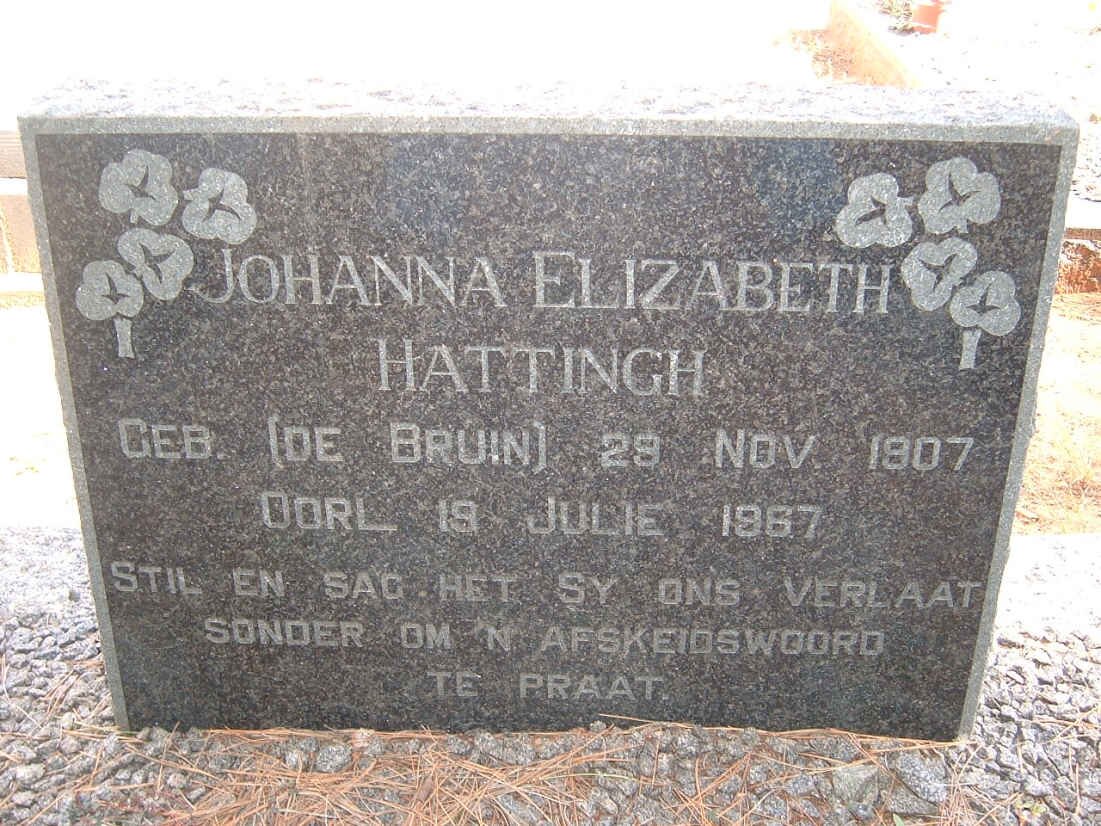 JOHANNA ELIZABETH
HATTINGH
GEB. (DE BRUIN) 29 NOV. 1907
OORL. 19 JULIE 1967
STIL EN SAG HET SY ONS VERLAAT
SONDER OM 'N AFSKEIDSWOORD
TE PRAAT.